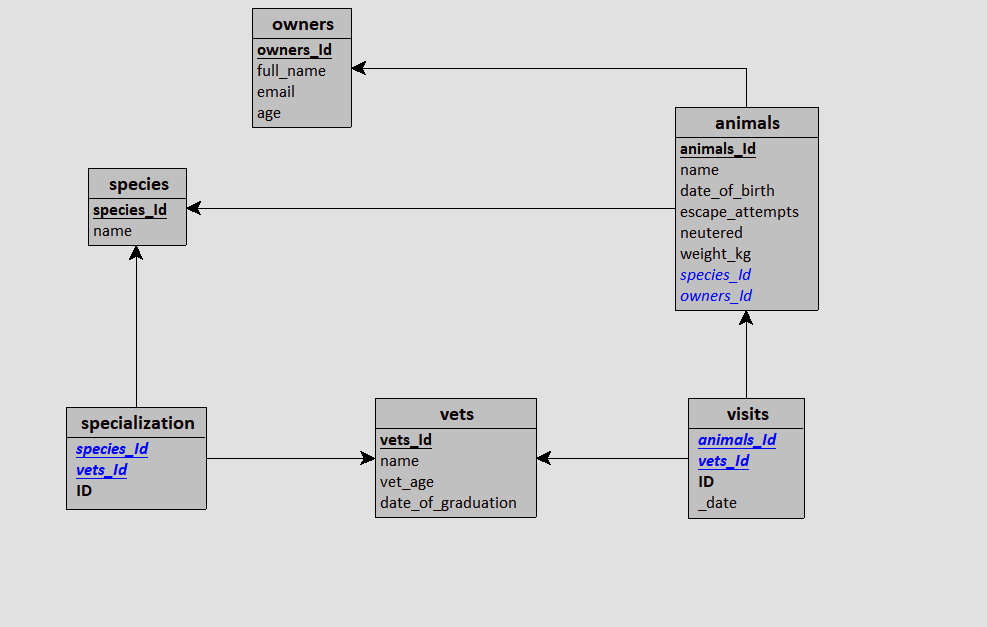 owners
owners_Id
full_name
email
age
animals
animals_Id
name
date_of_birth
escape_attempts
neutered
weight_kg
species_Id
owners_Id
species
species_Id
name
specialization
species_Id
vets_Id
ID
vets
vets_Id
name
vet_age
date_of_graduation
visits
animals_Id
vets_Id
ID
_date